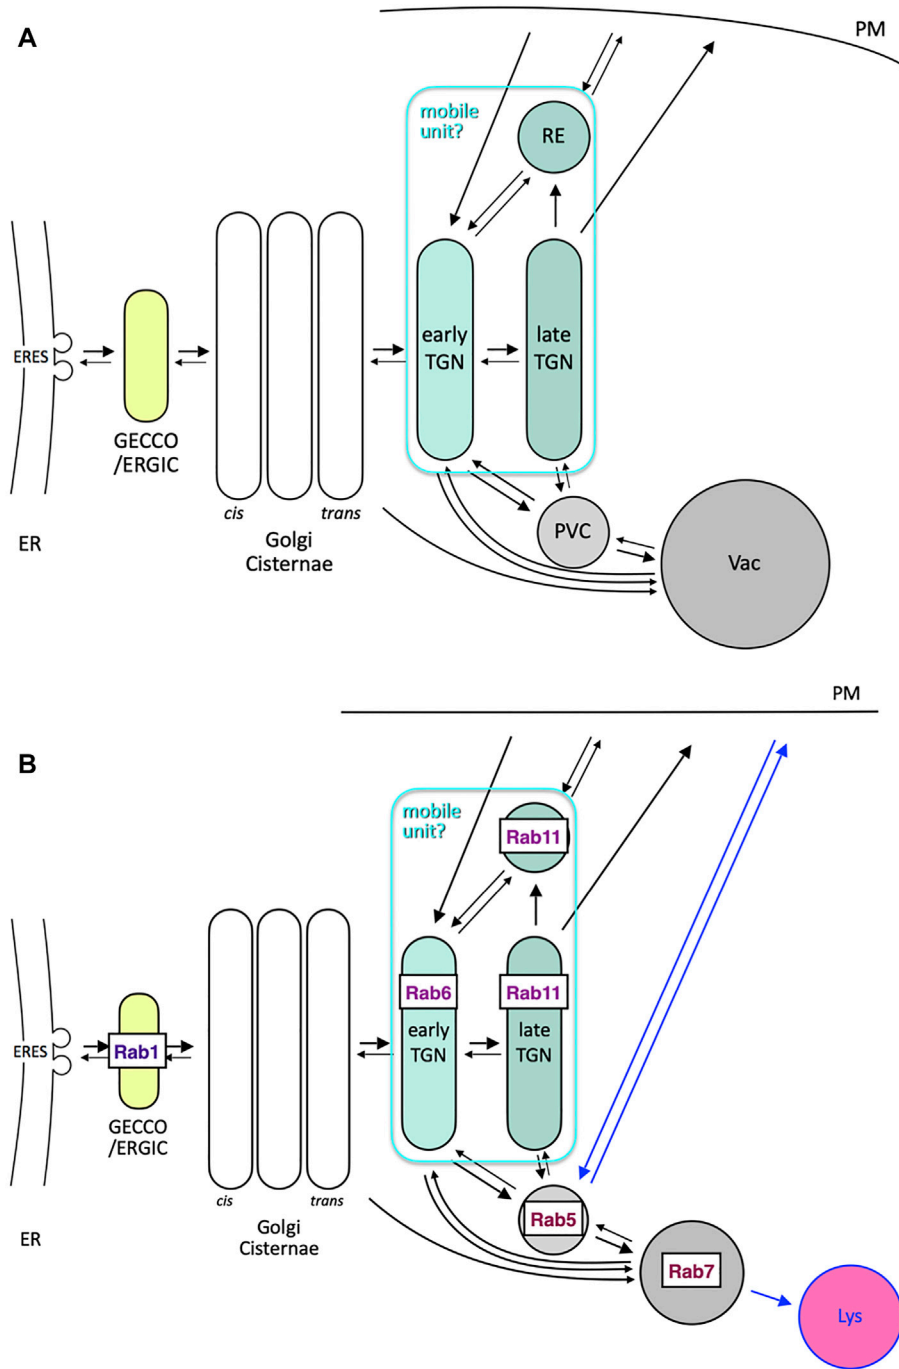 A
PM
mobile
unit?
RE
early
TGN
late
TGN
ERES
GECCO
/ERGIC
cis
trans
Golgi
Cisternae
ER
PVC
Vac
PM
B
mobile
unit?
Rab11
Rab6
Rab11
early
TGN
late
TGN
ERES
Rab1
GECCO
/ERGIC
cis
trans
Golgi
Cisternae
ER
Rab5
Rab7
Lys